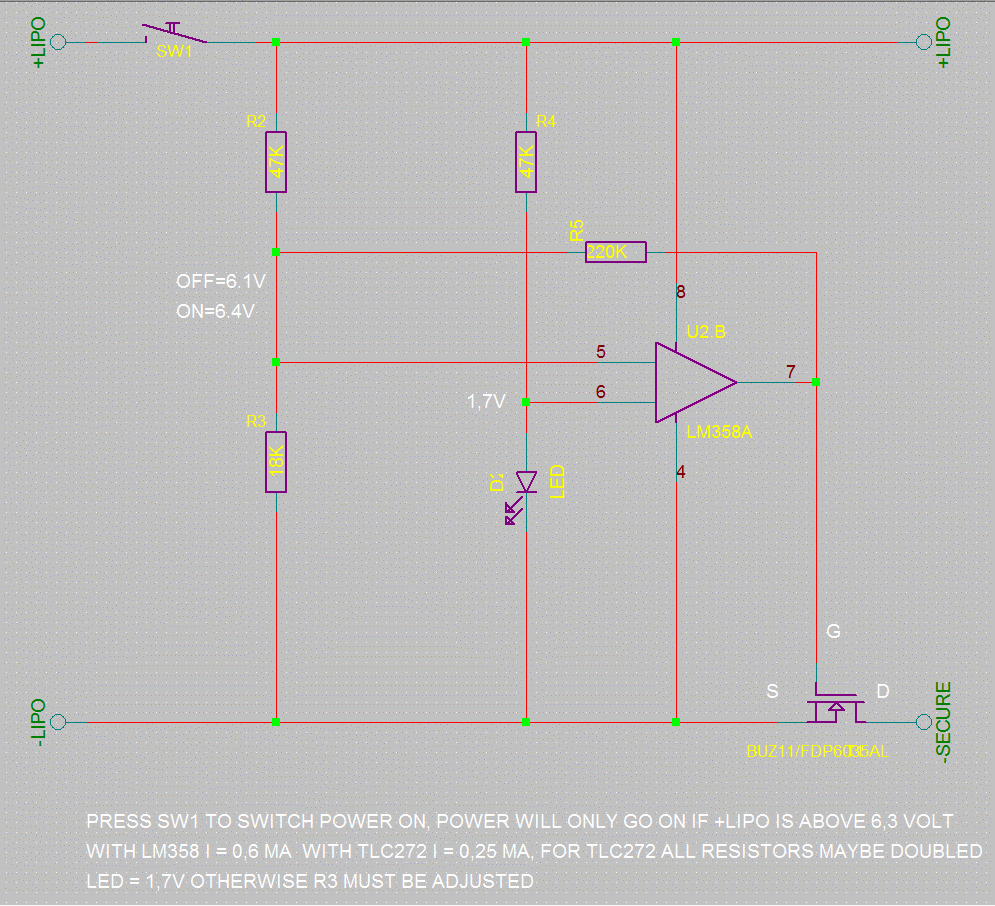 +LIPO
SW1
+LIPO
R2
47K
R4
47K
R5
220K
OFF=6.1V
ON=6.4V
8
U2.B
5
6
7
1,7V
LM358A
R3
18K
D2
LED
4
G
S
D
-LIPO
-SECURE
PRESS SW1 TO SWITCH POWER ON, POWER WILL ONLY GO ON IF +LIPO IS ABOVE 6,3 VOLT
WITH LM358 I = 0,6 MA WITH TLC272 I = 0,25 MA, FOR TLC272 ALL RESISTORS MAYBE DOUBLED
LED = 1,7V OTHERWISE R3 MUST BE ADJUSTED